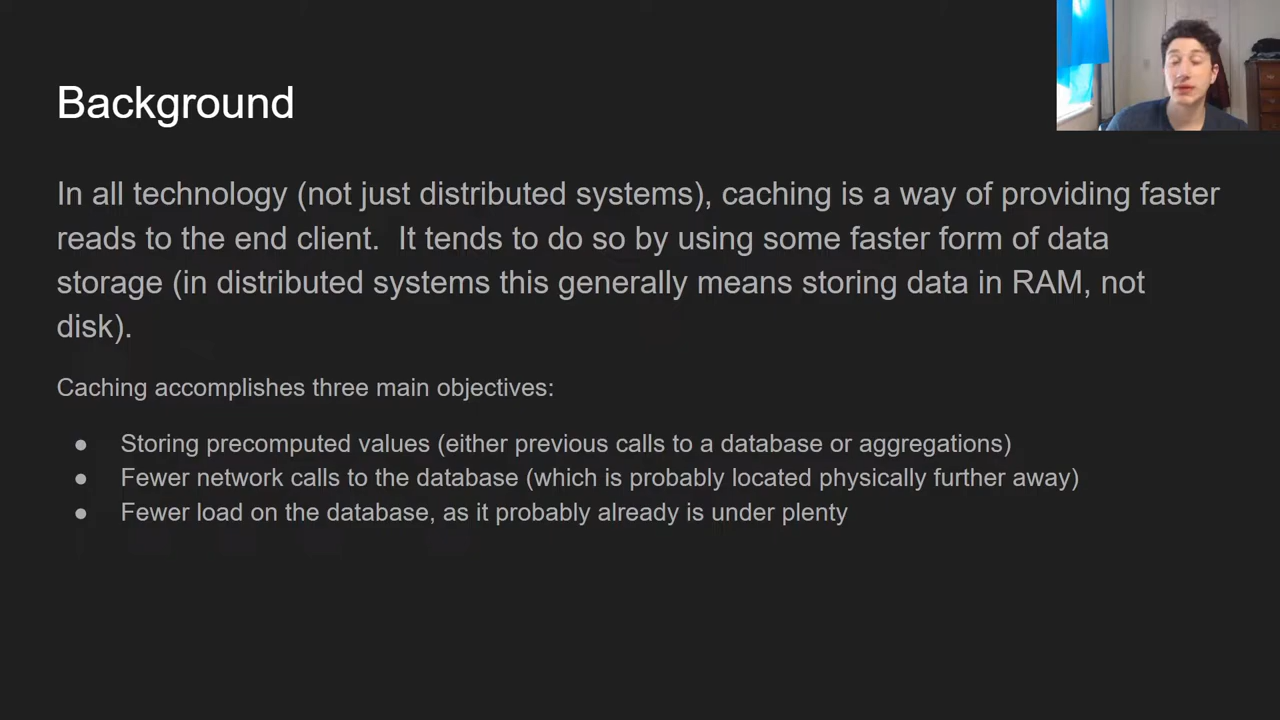 Background
In all technology (not just distributed systems), caching is a way of providing faster
reads to the end client.  It tends to do so by using some faster form of data
storage (in distributed systems this generally means storing data in RAM, not
disk).
Caching accomplishes three main objectives:
● Storing precomputed values (either previous calls to a database or aggregations)
● Fewer network calls to the database (which is probably located physically further away)
● Fewer load on the database, as it probably already is under plenty